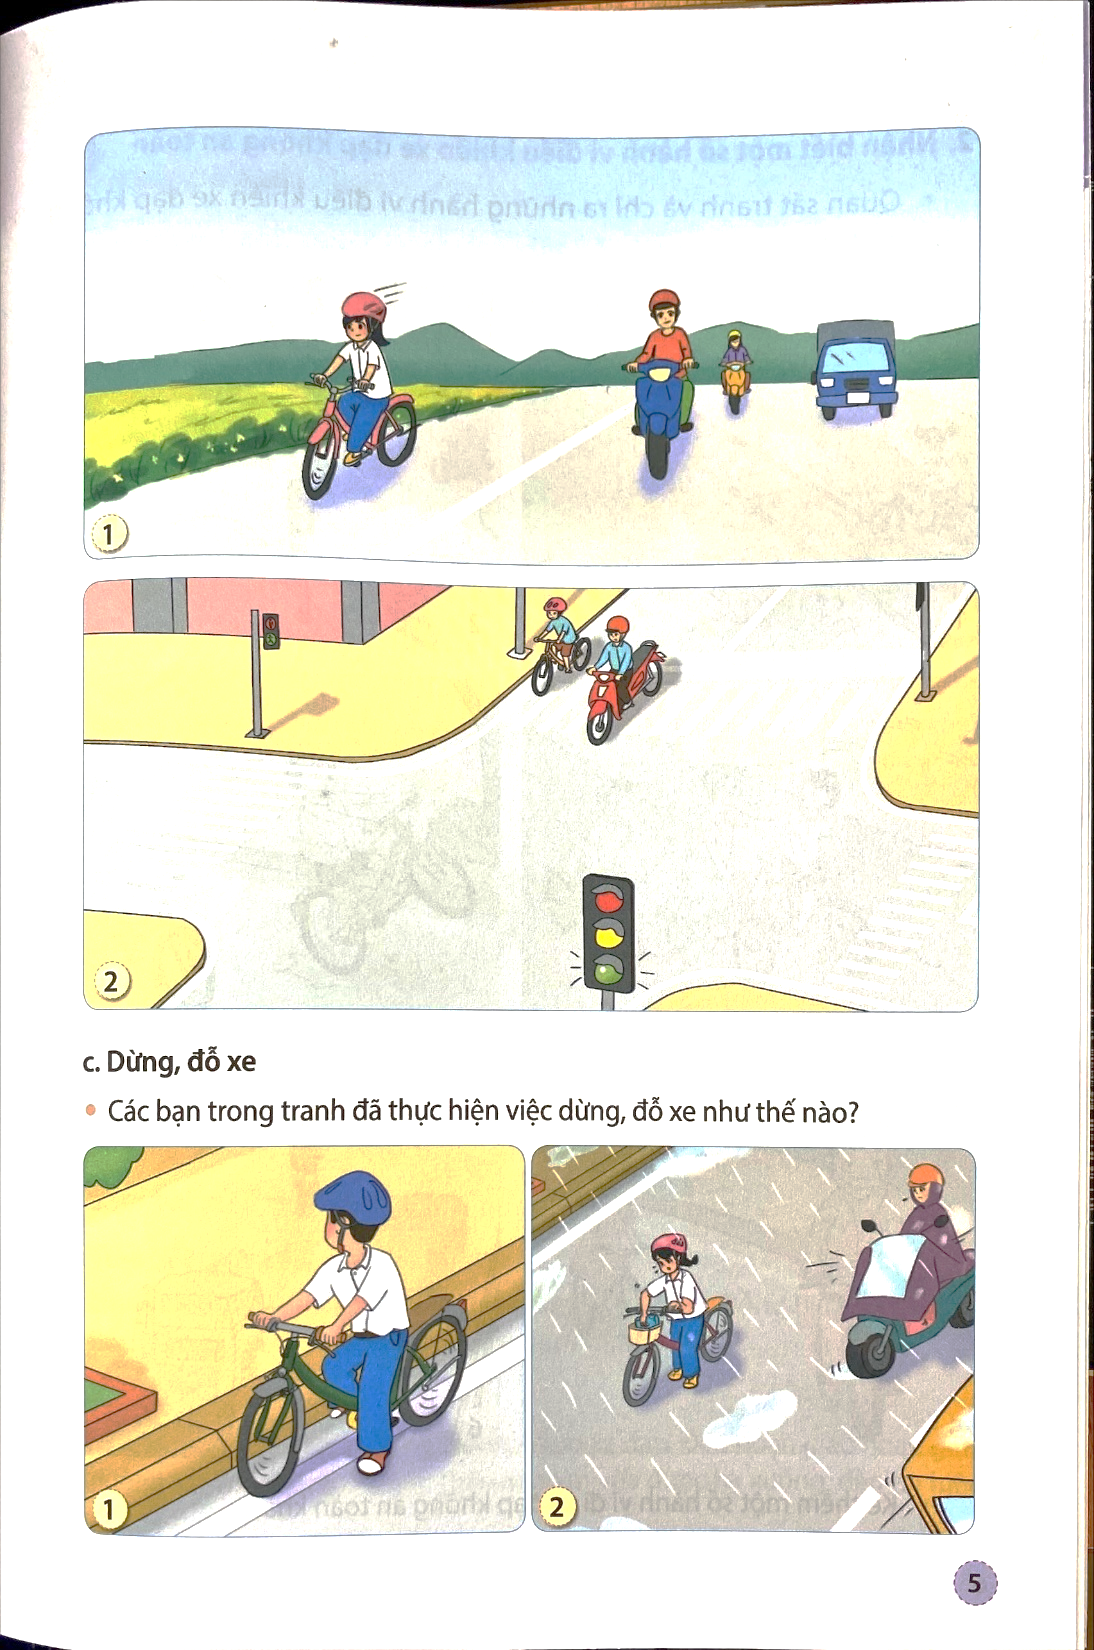 1
2
c. Dừng, đỗ xe
• Các bạn trong tranh đã thực hiện việc dừng, đỗ xe như thế nào?
1
2
5